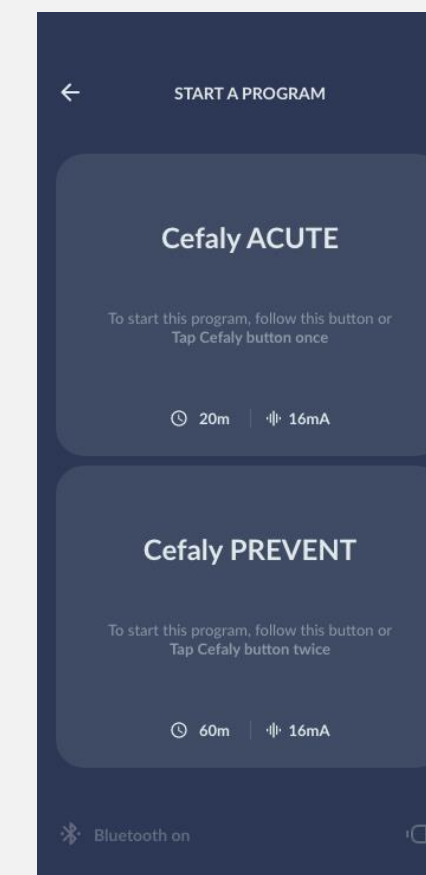 START A PROGRAM
Cefaly ACUTE
To start this program, follow this button or
Tap Cefaly button once
20m
16mA
Cefaly PREVENT
To start this program, follow this button or
Tap Cefaly button twice
60m
16mA
Bluetooth on